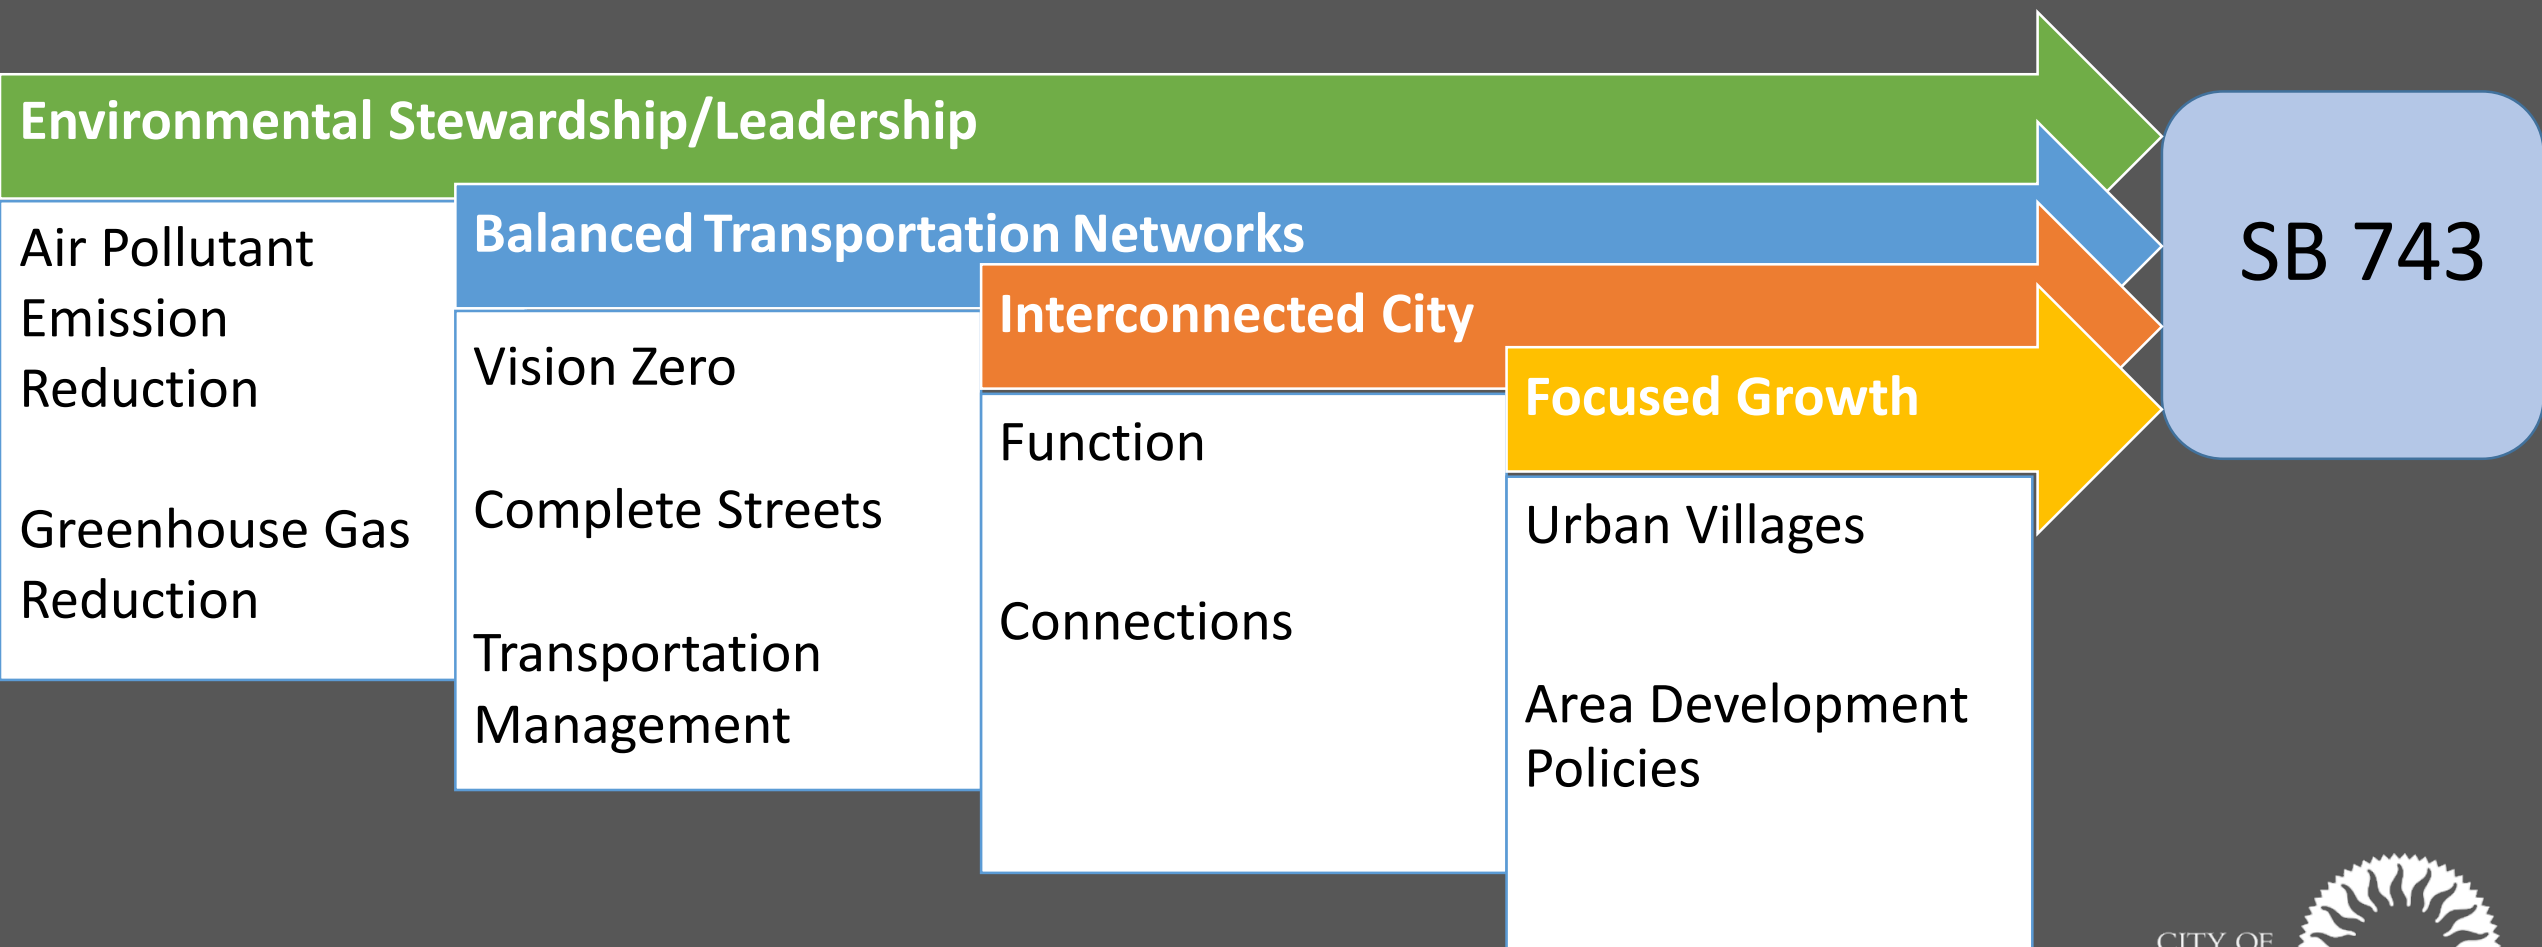 Environmental Stewardship/Leadership
Air Pollutant
Emission
Reduction
Greenhouse Gas
Reduction
Balanced Transportation Networks
Vision Zero
Complete Streets
Transportation
Management
Interconnected City
Function
Connections
Focused Growth
Urban Villages
Area Development
Policies
SB 743
CITY OF